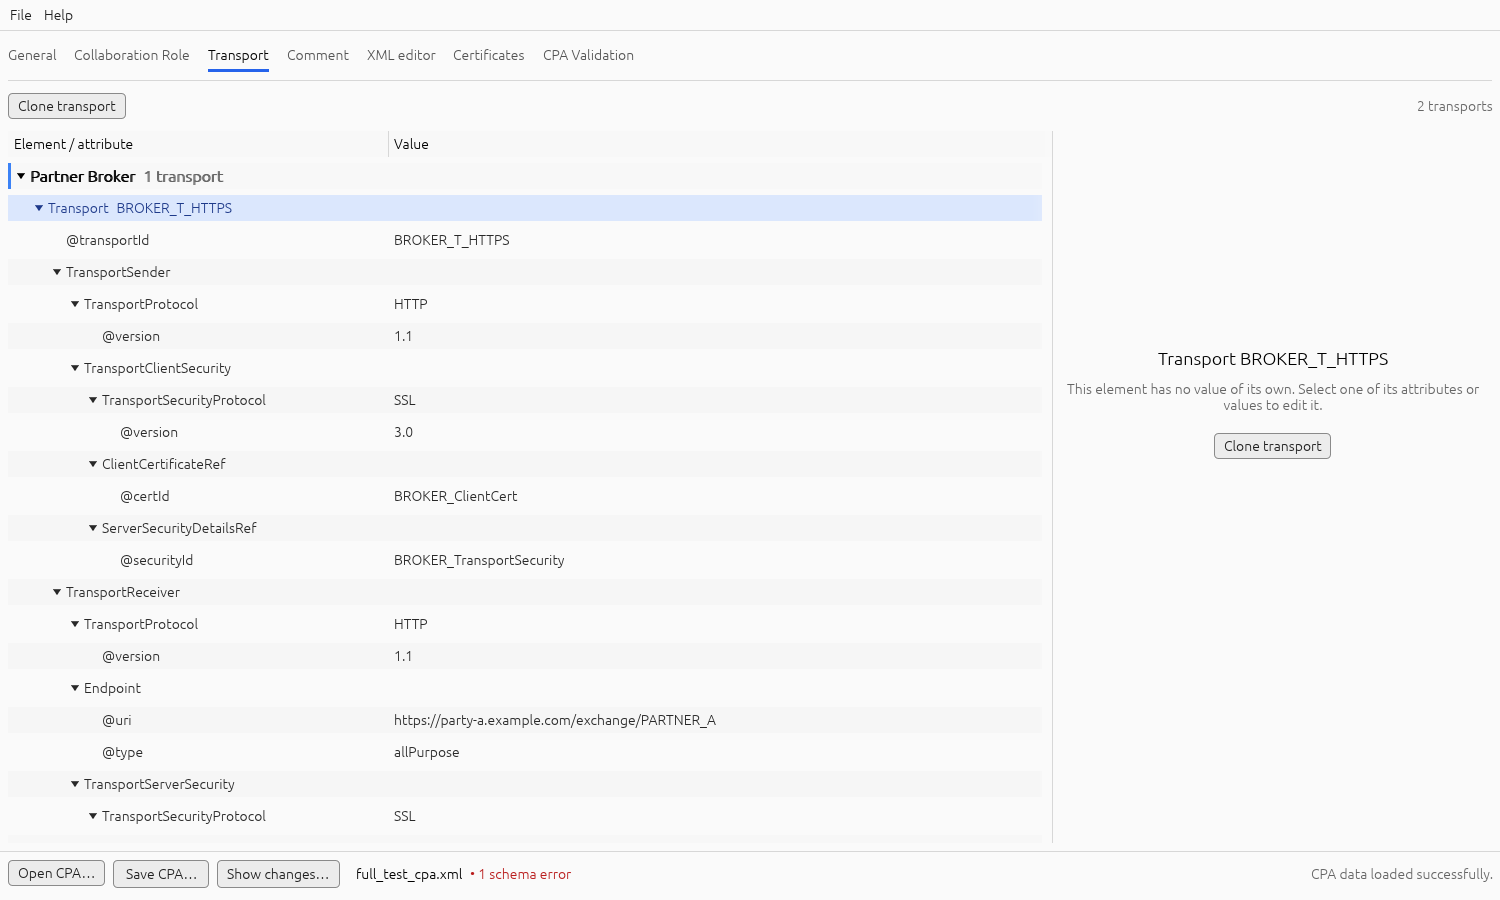 File Help
General Collaboration Role Transport Comment XML editor Certificates CPA Validation
Clone transport 2 transports
Element / attribute Value
Partner Broker 1 transport
Transport BROKER_T_HTTPS
@transportId BROKER_T_HTTPS
TransportSender
TransportProtocol HTTP
@version 1.1
TransportClientSecurity
TransportSecurityProtocol SSL
@version 3.0
ClientCertificateRef
@certId BROKER_ClientCert
ServerSecurityDetailsRef
@securityId BROKER_TransportSecurity
TransportReceiver
TransportProtocol HTTP
@version 1.1
Endpoint
@uri https://party-a.example.com/exchange/PARTNER_A
@type allPurpose
TransportServerSecurity
TransportSecurityProtocol SSL
Transport BROKER_T_HTTPS
This element has no value of its own. Select one of its attributes or
values to edit it.
Clone transport
Open CPA... Save CPA... Show changes... full_test_cpa.xml • 1 schema error CPA data loaded successfully.